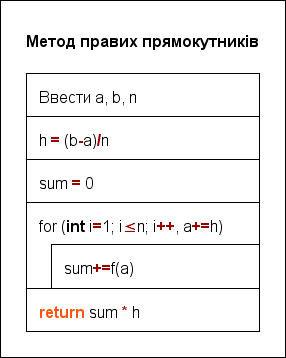 Метод правих прямокутників
Ввести a, b, n
h = (b-a)/n
sum = 0
for (int i=1; i≤n; i++, a+=h)
sum+=f(a)
return sum * h